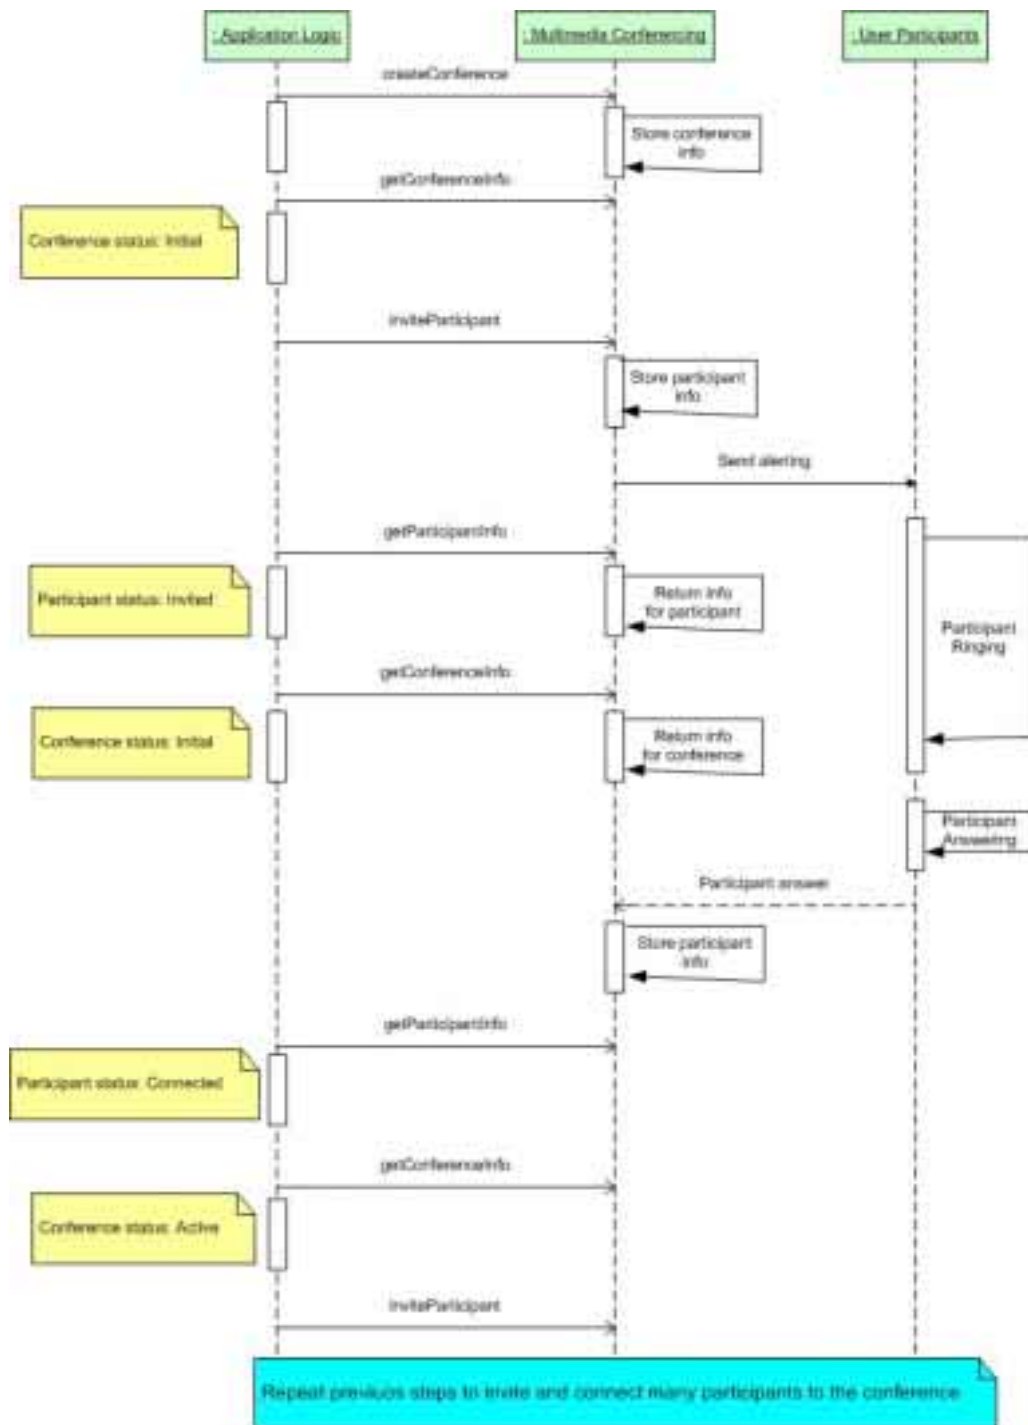 : Application Logic
: Multimedia Conferencing
: User Participants
createConference
Store conference
info
getConferenceInfo
Conference status: Initial
inviteParticipant
Store participant
info
Send alerting
getParticipantInfo
Participant status: Invited
Return info
for participant
Participant
Ringing
getConferenceInfo
Conference status: Initial
Return info
for conference
Participant
Answering
Participant answer
Store participant
info
getParticipantInfo
Participant status: Connected
getConferenceInfo
Conference status: Active
inviteParticipant
Repeat previuos steps to invite and connect many participants to the conference